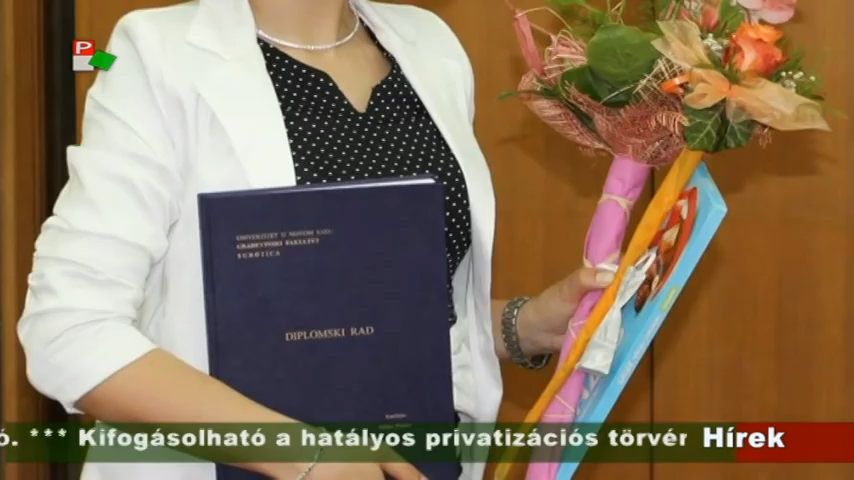 P
UNIVERZITET U NOVOM SADU
GRAĐEVINSKI FAKULTET
SUBOTICA
DIPLOMSKI RAD
ó. *** Kifogásolható a hatályos privatizációs törvér
Hírek